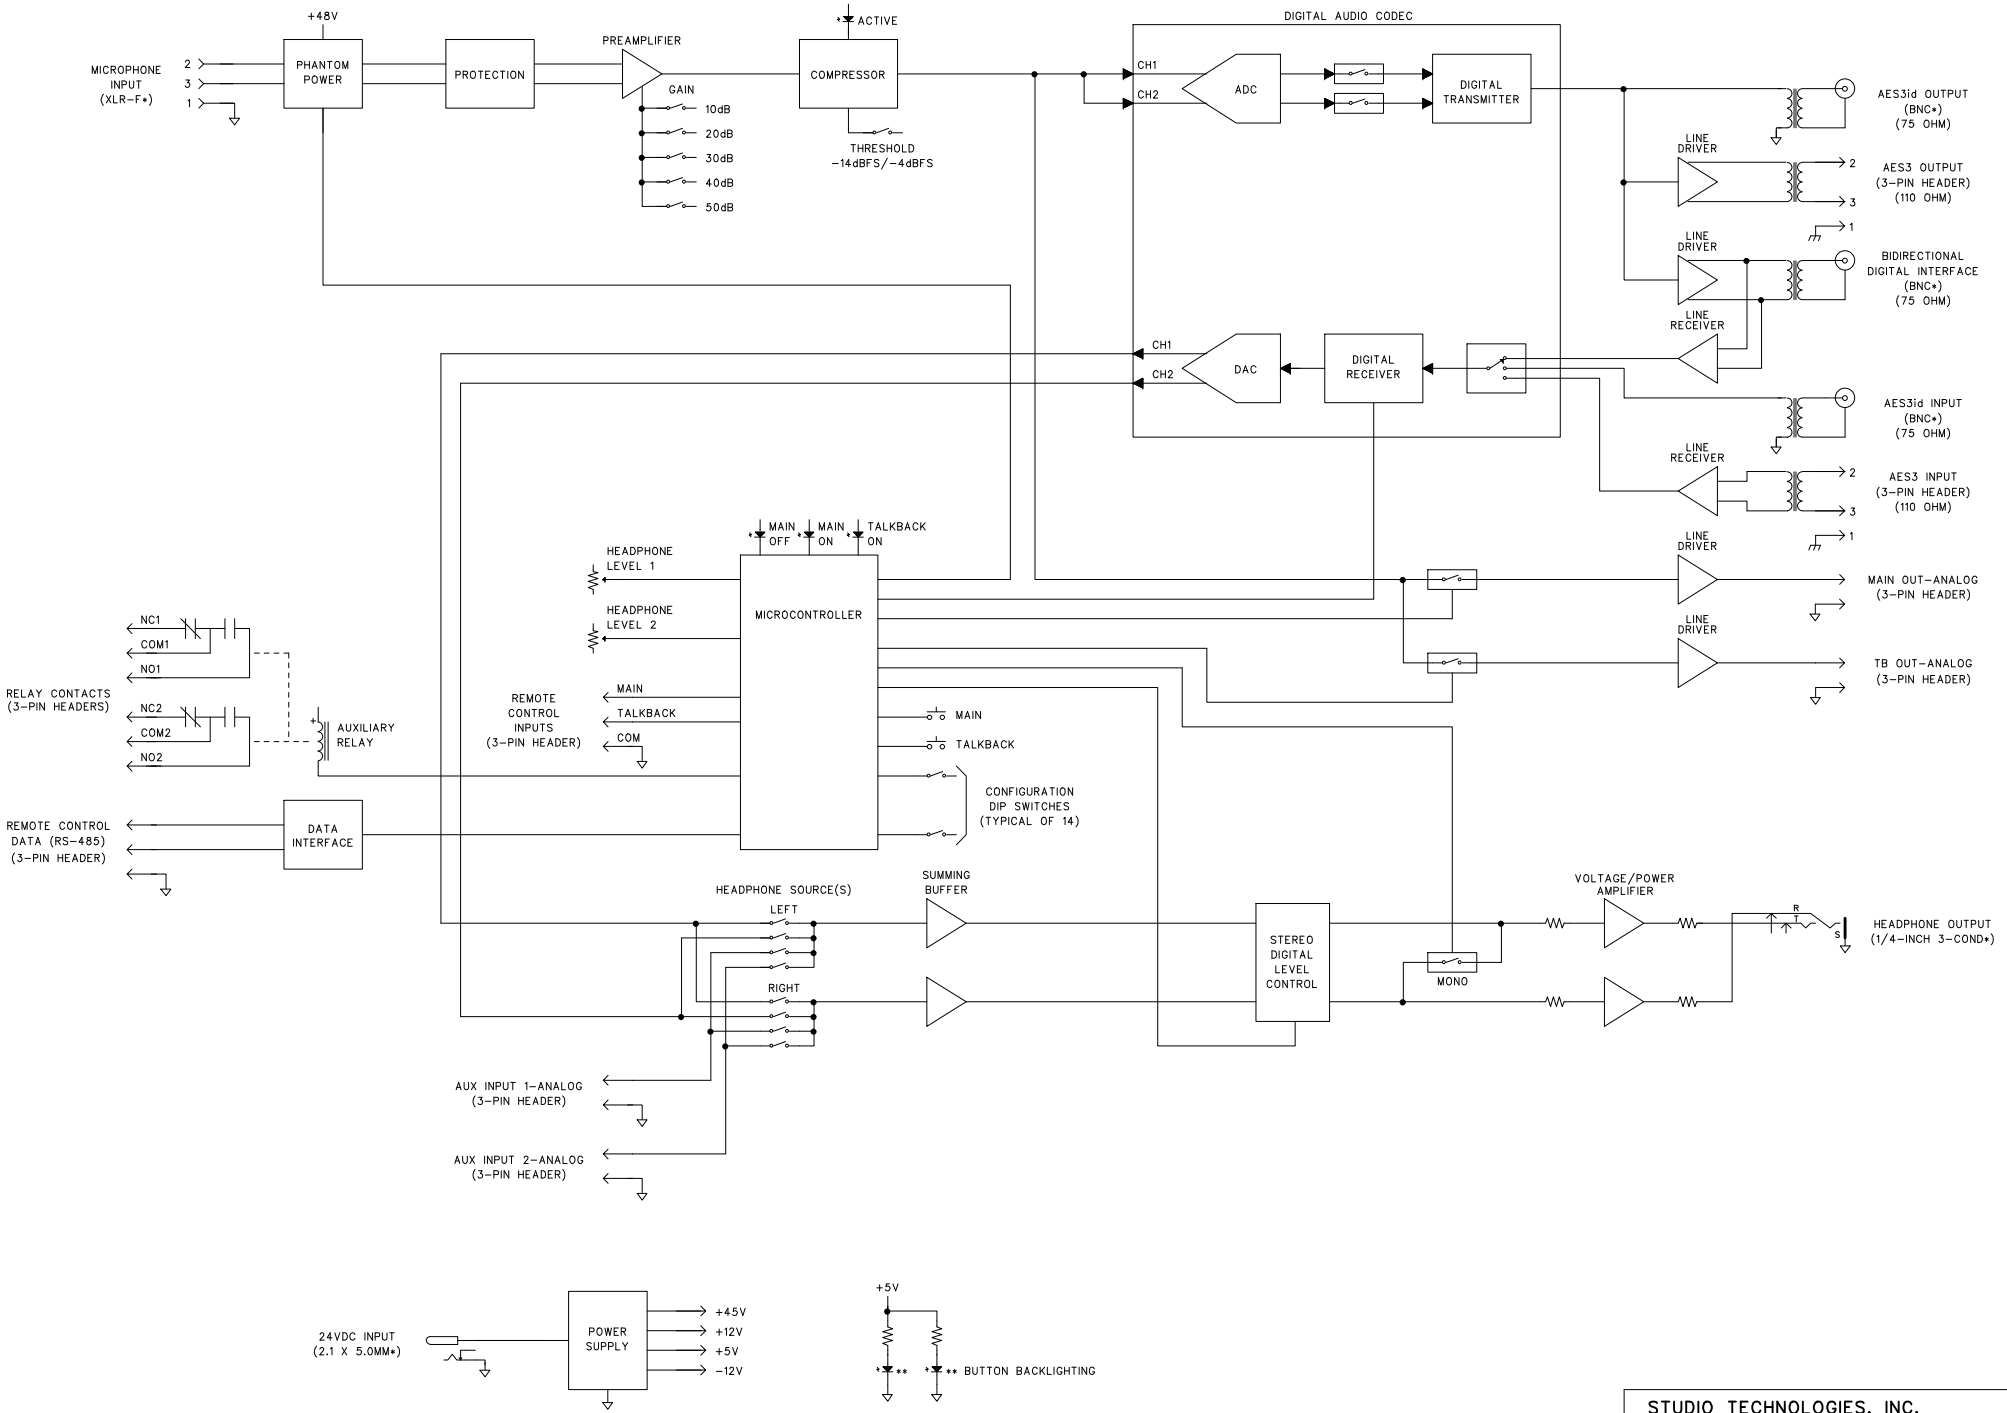 +48V
MICROPHONE
INPUT
(XLR-F*)
2
3
1
PHANTOM
POWER
PROTECTION
PREAMPLIFIER
GAIN
10dB
20dB
30dB
40dB
50dB
ACTIVE
COMPRESSOR
THRESHOLD
-14dBFS/-4dBFS
DIGITAL AUDIO CODEC
CH1
CH2
ADC
DIGITAL
TRANSMITTER
AES3id OUTPUT
(BNC*)
(75 OHM)
LINE
DRIVER
2
3
1
AES3 OUTPUT
(3-PIN HEADER)
(110 OHM)
LINE
DRIVER
BIDIRECTIONAL
DIGITAL INTERFACE
(BNC*)
(75 OHM)
LINE
RECEIVER
CH1
CH2
DAC
DIGITAL
RECEIVER
AES3id INPUT
(BNC*)
(75 OHM)
LINE
RECEIVER
2
3
1
AES3 INPUT
(3-PIN HEADER)
(110 OHM)
MAIN
OFF
MAIN
ON
TALKBACK
ON
HEADPHONE
LEVEL 1
HEADPHONE
LEVEL 2
MICROCONTROLLER
LINE
DRIVER
MAIN OUT-ANALOG
(3-PIN HEADER)
LINE
DRIVER
TB OUT-ANALOG
(3-PIN HEADER)
NC1
COM1
NO1
RELAY CONTACTS
(3-PIN HEADERS)
NC2
COM2
NO2
+
AUXILIARY
RELAY
REMOTE
CONTROL
INPUTS
(3-PIN HEADER)
MAIN
TALKBACK
COM
MAIN
TALKBACK
CONFIGURATION
DIP SWITCHES
(TYPICAL OF 14)
REMOTE CONTROL
DATA (RS-485)
(3-PIN HEADER)
DATA
INTERFACE
HEADPHONE SOURCE(S)
LEFT
RIGHT
SUMMING
BUFFER
STEREO
DIGITAL
LEVEL
CONTROL
MONO
VOLTAGE/POWER
AMPLIFIER
R
T
S
HEADPHONE OUTPUT
(1/4-INCH 3-COND*)
AUX INPUT 1-ANALOG
(3-PIN HEADER)
AUX INPUT 2-ANALOG
(3-PIN HEADER)
24VDC INPUT
(2.1 X 5.0MM*)
POWER
SUPPLY
+45V
+12V
+5V
-12V
+5V
**
** BUTTON BACKLIGHTING
STUDIO TECHNOLOGIES, INC.